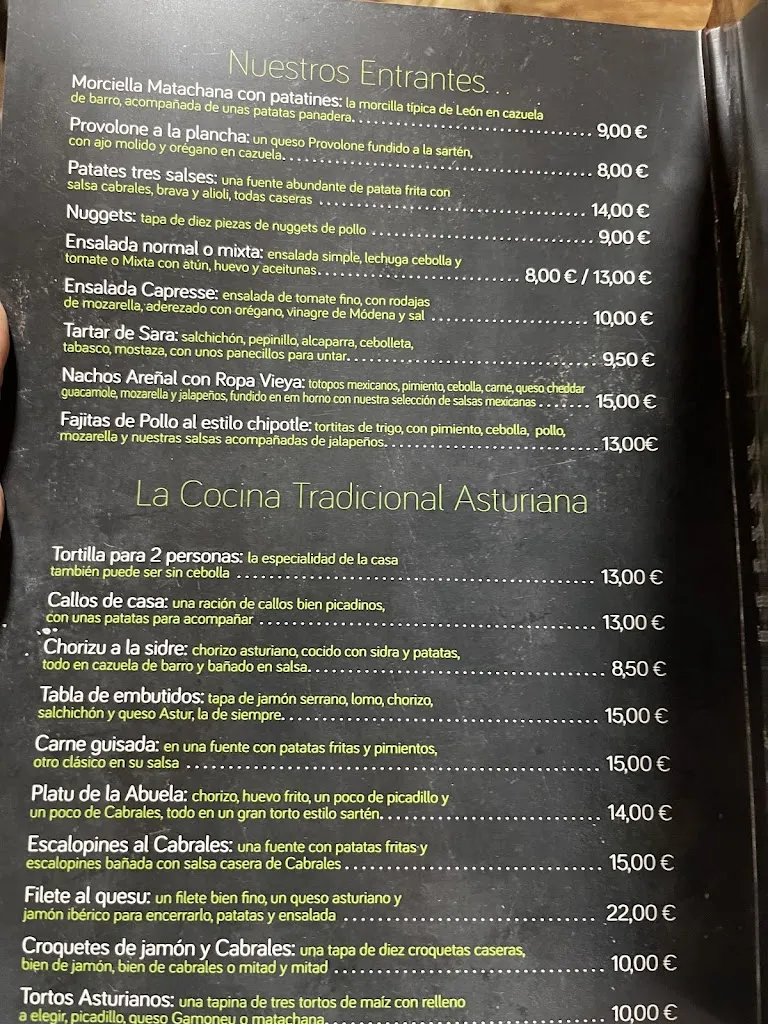 Nuestros Entrantes...
Morciella Matachana con patatines: la morcilla típica de León en cazuela
de barro, acompañada de unas patatas panadera. 9,00 €
Provolone a la plancha: un queso Provolone fundido a la sartén,
con ajo molido y orégano en cazuela. 8,00 €
Patates tres salses: una fuente abundante de patata frita con
salsa cabrales, brava y alioli, todas caseras 14,00 €
Nuggets: tapa de diez piezas de nuggets de pollo 9,00 €
Ensalada normal o mixta: ensalada simple, lechuga cebolla y
tomate o Mixta con atún, huevo y aceitunas. 8,00 € / 13,00 €
Ensalada Capresse: ensalada de tomate fino, con rodajas
de mozarella, aderezado con orégano, vinagre de Módena y sal 10,00 €
Tartar de Sara: salchichón, pepinillo, alcaparra, cebolleta,
tabasco, mostaza, con unos panecillos para untar. 9,50 €
Nachos Areñal con Ropa Vieya: totopos mexicanos, pimiento, cebolla, carne, queso cheddar
guacamole, mozarella y jalapeños, fundido en em horno con nuestra selección de salsas mexicanas 15,00 €
Fajitas de Pollo al estilo chipotle: tortitas de trigo, con pimiento, cebolla, pollo,
mozarella y nuestras salsas acompañadas de jalapeños. 13,00€
La Cocina Tradicional Asturiana
Tortilla para 2 personas: la especialidad de la casa
también puede ser sin cebolla 13,00 €
Callos de casa: una ración de callos bien picadinos,
con unas patatas para acompañar 13,00 €
Chorizu a la sidre: chorizo asturiano, cocido con sidra y patatas,
todo en cazuela de barro y bañado en salsa. 8,50 €
Tabla de embutidos: tapa de jamón serrano, lomo, chorizo,
salchichón y queso Astur, la de siempre. 15,00 €
Carne guisada: en una fuente con patatas fritas y pimientos,
otro clásico en su salsa 15,00 €
Platu de la Abuela: chorizo, huevo frito, un poco de picadillo y
un poco de Cabrales, todo en un gran torto estilo sartén. 14,00 €
Escalopines al Cabrales: una fuente con patatas fritas y
escalopines bañada con salsa casera de Cabrales 15,00 €
Filete al quesu: un filete bien fino, un queso asturiano y
jamón ibérico para encerrarlo, patatas y ensalada 22,00 €
Croquetes de jamón y Cabrales: una tapa de diez croquetas caseras,
bien de jamón, bien de cabrales o mitad y mitad 10,00 €
Tortos Asturianos: una tapina de tres tortos de maíz con relleno
a elegir, picadillo, queso Gamoneu o matachana. 10,00 €